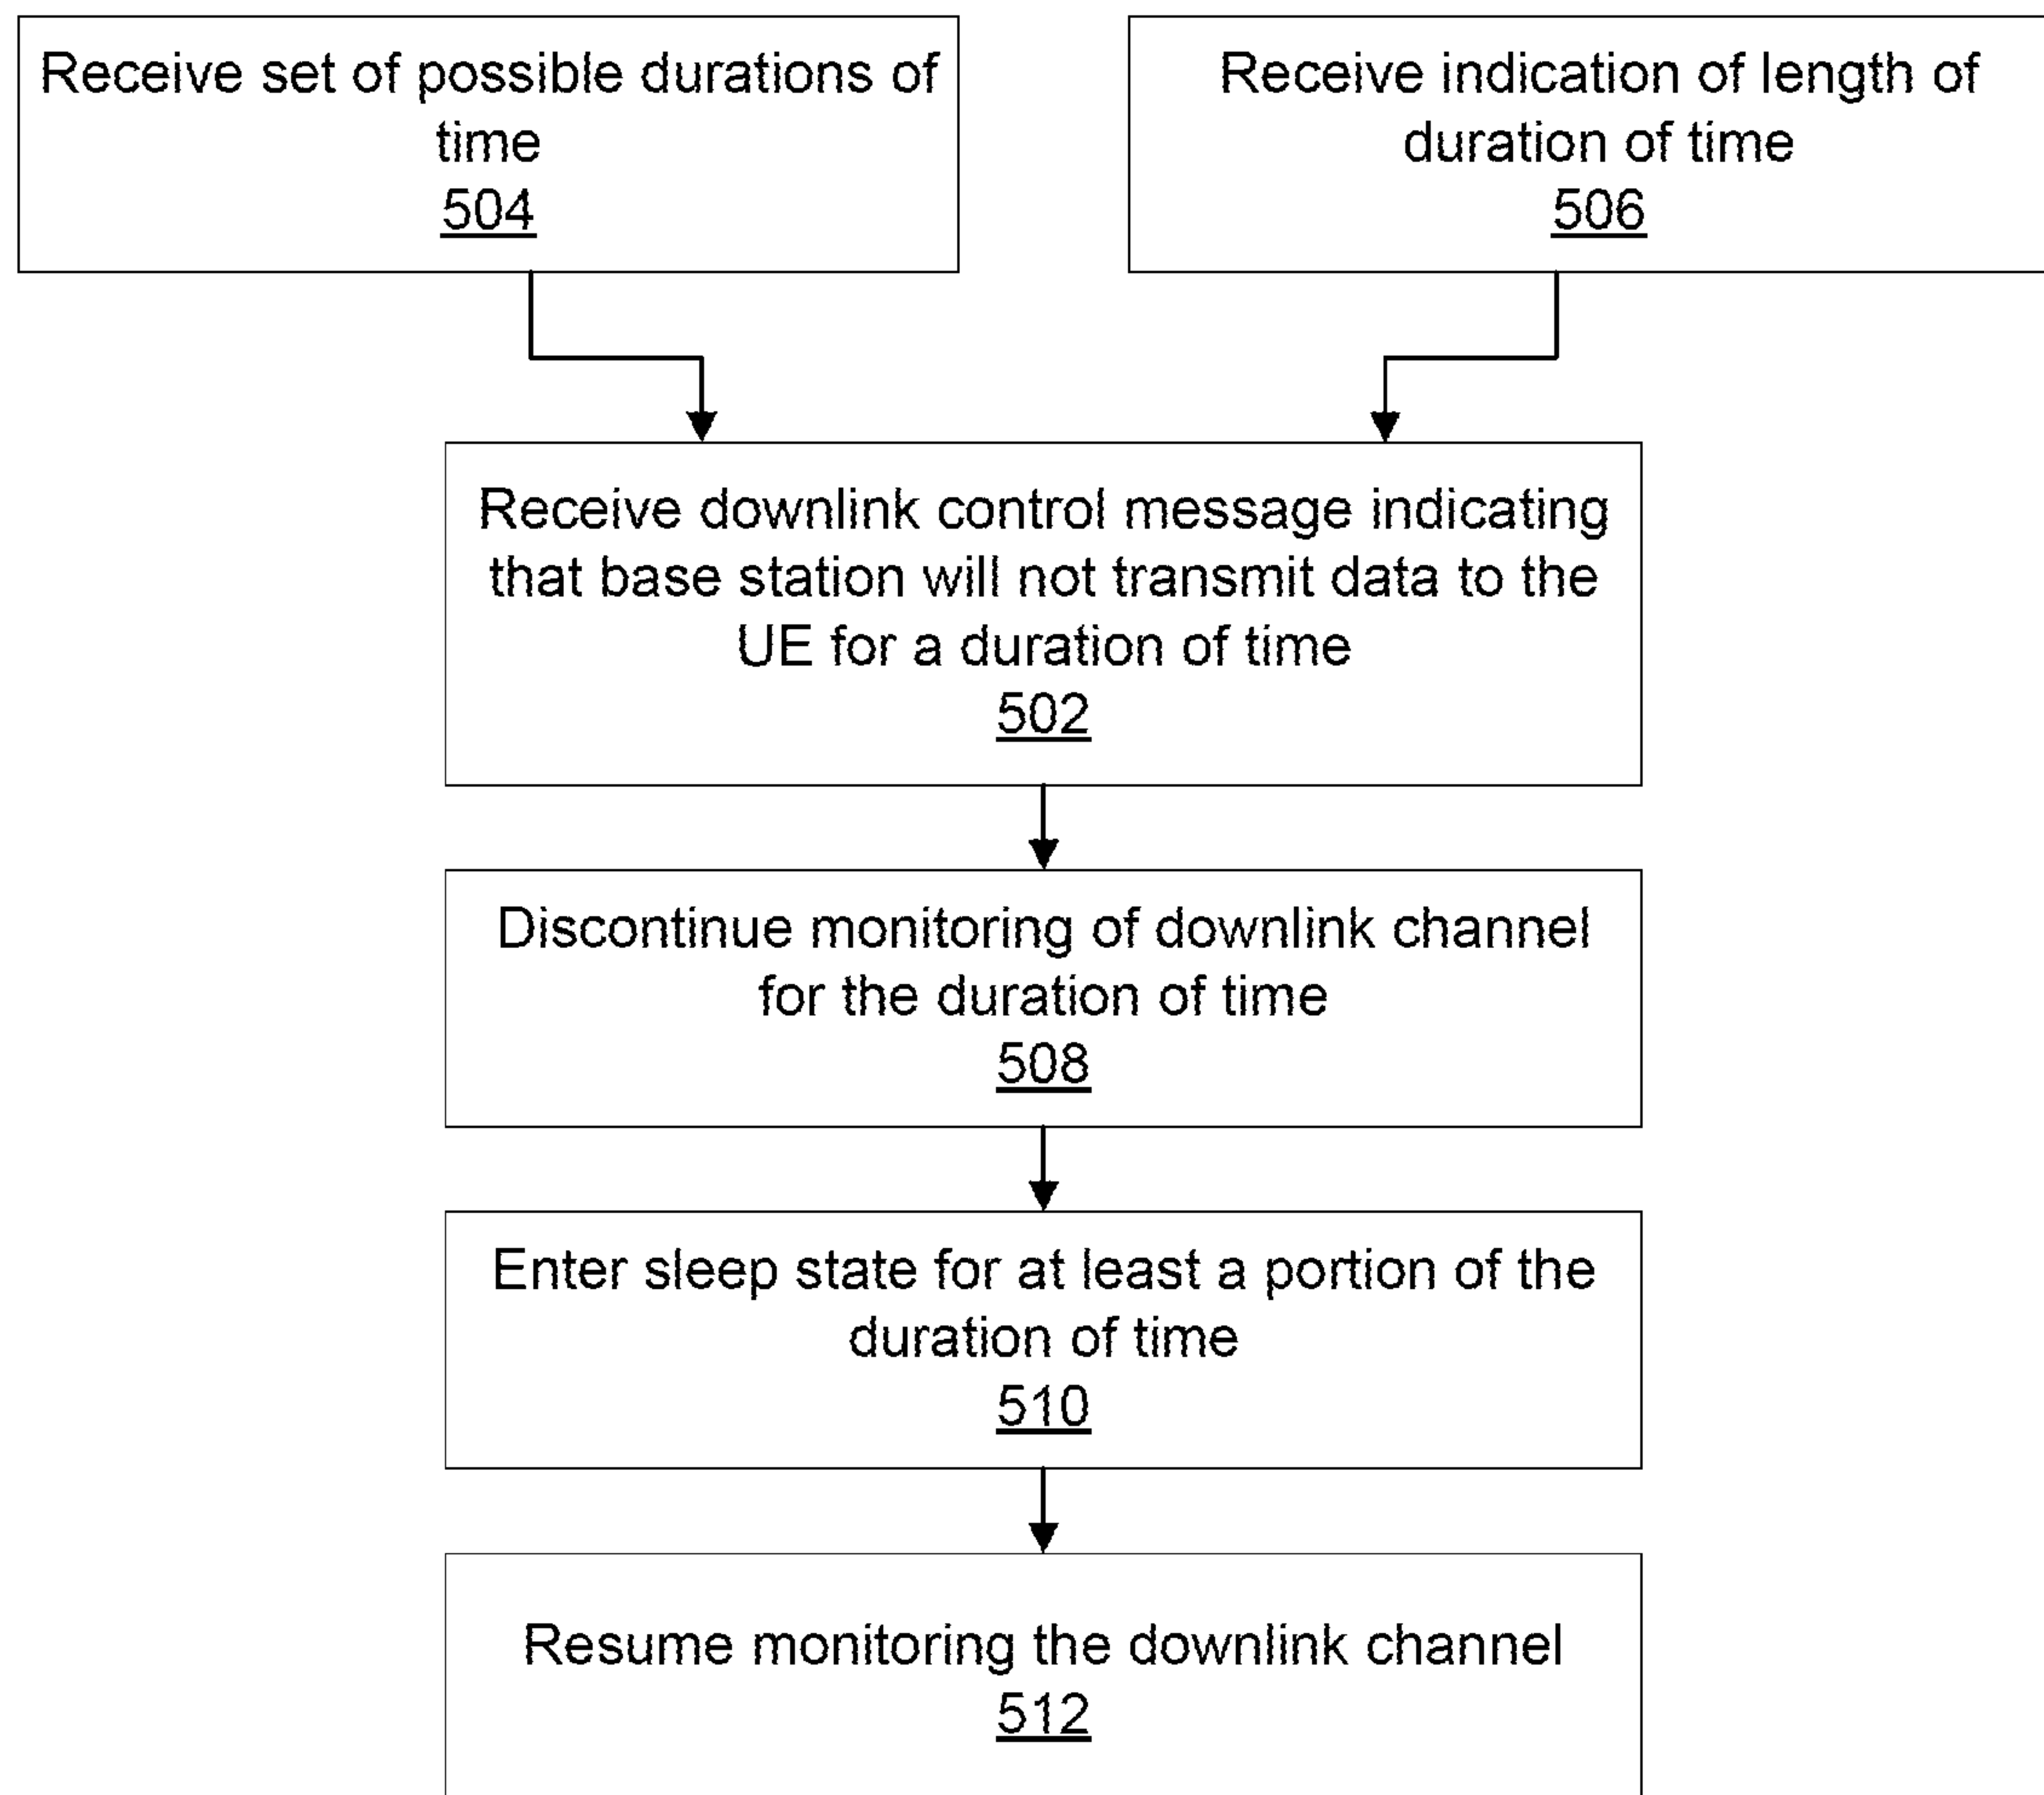 Receive set of possible durations of
time
504
Receive indication of length of
duration of time
506
Receive downlink control message indicating
that base station will not transmit data to the
UE for a duration of time
502
Discontinue monitoring of downlink channel
for the duration of time
508
Enter sleep state for at least a portion of the
duration of time
510
Resume monitoring the downlink channel
512